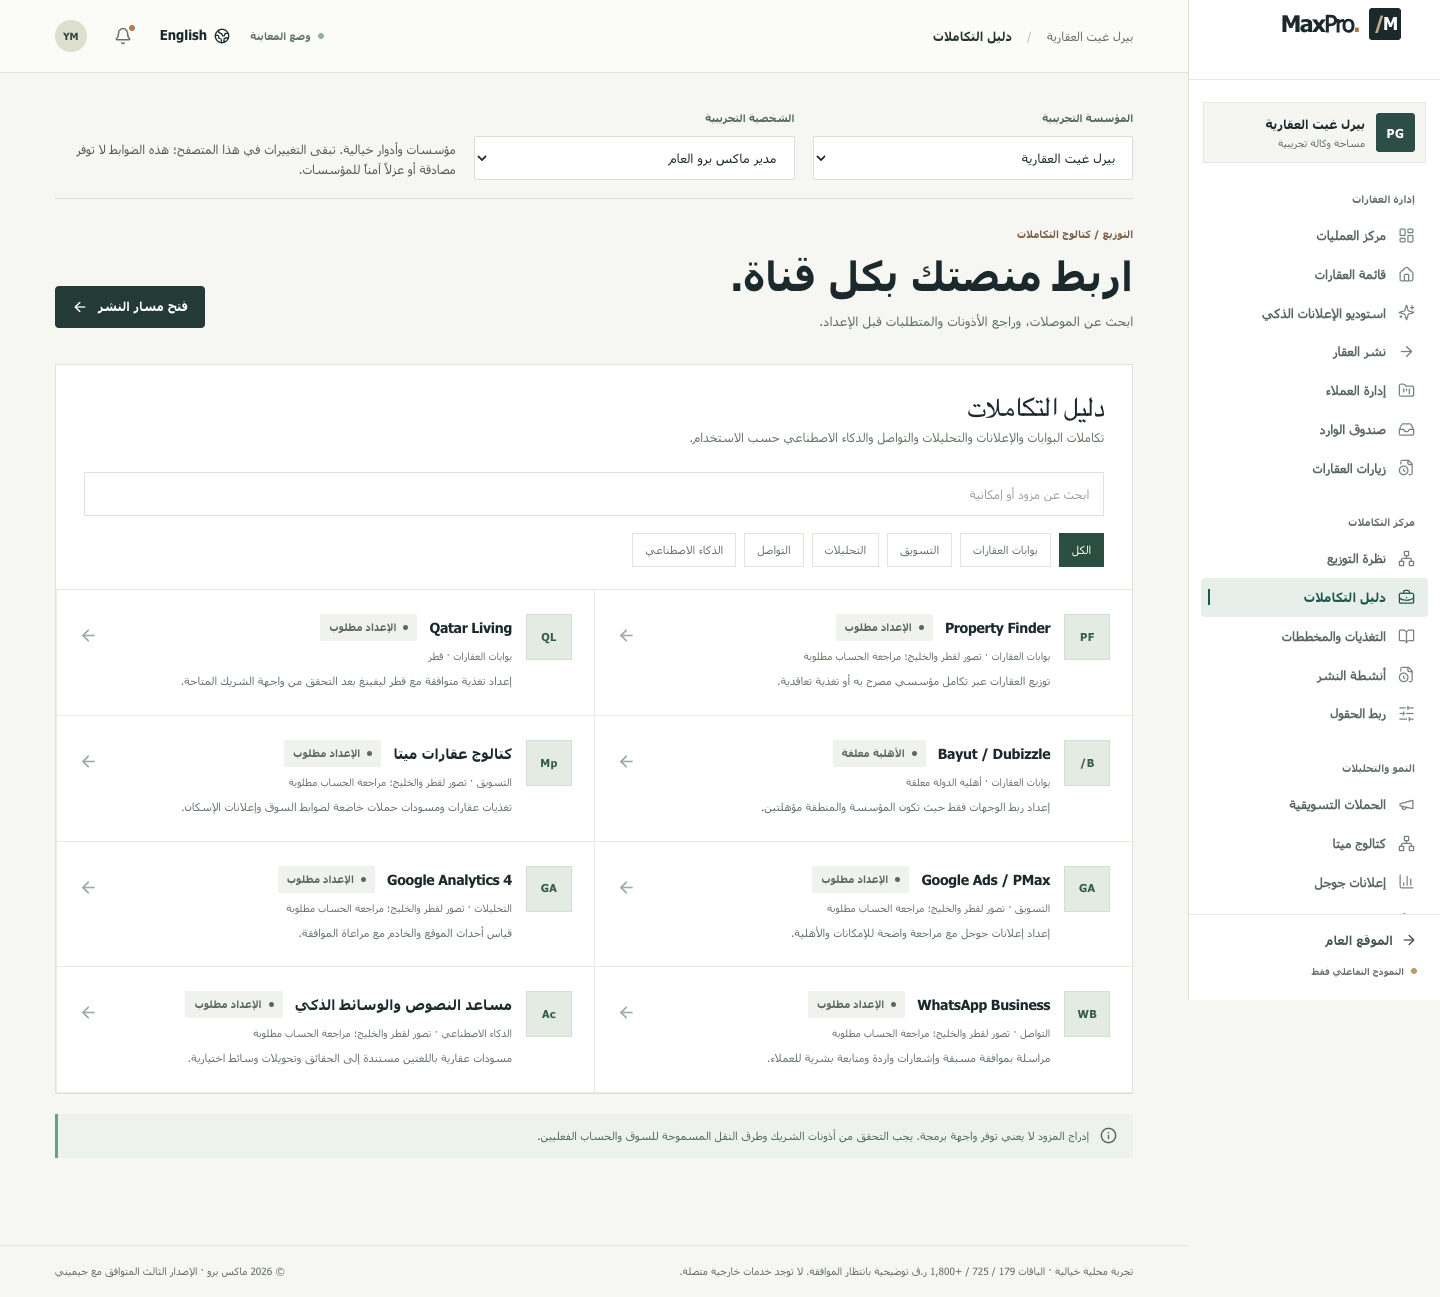 MaxPro. /M
PG
بيرل غيت العقارية
مساحة وكالة تجريبية
إدارة العقارات
مركز العمليات
قائمة العقارات
استوديو الإعلانات الذكي
نشر العقار
إدارة العملاء
صندوق الوارد
زيارات العقارات
مركز التكاملات
نظرة التوزيع
دليل التكاملات
التغذيات والمخططات
أنشطة النشر
ربط الحقول
النمو والتحليلات
الحملات التسويقية
كتالوج ميتا
إعلانات جوجل
الموقع العام
النموذج التفاعلي فقط
بيرل غيت العقارية / دليل التكاملات
وضع المعاينة
English
YM
المؤسسة التجريبية
بيرل غيت العقارية
الشخصية التجريبية
مدير ماكس برو العام
مؤسسات وأدوار خيالية. تبقى التغييرات في هذا المتصفح؛ هذه الضوابط لا توفر
مصادقة أو عزلاً آمناً للمؤسسات.
التوزيع / كتالوج التكاملات
اربط منصتك بكل قناة.
ابحث عن الموصلات، وراجع الأذونات والمتطلبات قبل الإعداد.
فتح مسار النشر
دليل التكاملات
تكاملات البوابات والإعلانات والتحليلات والتواصل والذكاء الاصطناعي حسب الاستخدام.
ابحث عن مزود أو إمكانية
الكل
بوابات العقارات
التسويق
التحليلات
التواصل
الذكاء الاصطناعي
PF
Property Finder
الإعداد مطلوب
بوابات العقارات · تصور لقطر والخليج؛ مراجعة الحساب مطلوبة
توزيع العقارات عبر تكامل مؤسسي مصرح به أو تغذية تعاقدية.
QL
Qatar Living
الإعداد مطلوب
بوابات العقارات · قطر
إعداد تغذية متوافقة مع قطر ليفينغ بعد التحقق من واجهة الشريك المتاحة.
B/
Bayut / Dubizzle
الأهلية معلقة
بوابات العقارات · أهلية الدولة معلقة
إعداد ربط الوجهات فقط حيث تكون المؤسسة والمنطقة مؤهلتين.
Mp
كتالوج عقارات ميتا
الإعداد مطلوب
التسويق · تصور لقطر والخليج؛ مراجعة الحساب مطلوبة
تغذيات عقارات ومسودات حملات خاضعة لضوابط السوق وإعلانات الإسكان.
GA
Google Ads / PMax
الإعداد مطلوب
التسويق · تصور لقطر والخليج؛ مراجعة الحساب مطلوبة
إعداد إعلانات جوجل مع مراجعة واضحة للإمكانات والأهلية.
GA
Google Analytics 4
الإعداد مطلوب
التحليلات · تصور لقطر والخليج؛ مراجعة الحساب مطلوبة
قياس أحداث الموقع والخادم مع مراعاة الموافقة.
WB
WhatsApp Business
الإعداد مطلوب
التواصل · تصور لقطر والخليج؛ مراجعة الحساب مطلوبة
مراسلة بموافقة مسبقة وإشعارات واردة ومتابعة بشرية للعملاء.
Ac
مساعد النصوص والوسائط الذكي
الإعداد مطلوب
الذكاء الاصطناعي · تصور لقطر والخليج؛ مراجعة الحساب مطلوبة
مسودات عقارية باللغتين مستندة إلى الحقائق وتحويلات وسائط اختيارية.
إدراج المزود لا يعني توفر واجهة برمجة. يجب التحقق من أذونات الشريك وطرق النقل المسموحة للسوق والحساب الفعليين.
تجربة محلية خيالية · الباقات 179 / 725 / +1,800 ر.ق توضيحية بانتظار الموافقة. لا توجد خدمات خارجية متصلة.
© 2026 ماكس برو · الإصدار الثالث المتوافق مع جيميني